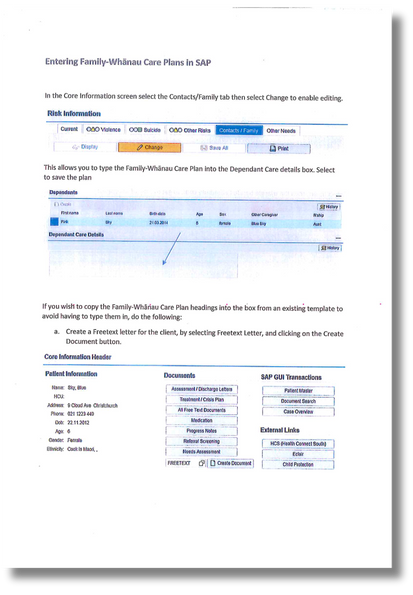 Entering Family-Whānau Care Plans in SAP
In the Core Information screen select the Contacts/Family tab then select Change to enable editing.
Risk Information
Current Violence Suicide Other Risks Contacts / Family Other Needs
Display Change Save All Print
This allows you to type the Family-Whānau Care Plan into the Dependant Care details box. Select
to save the plan
Dependants
History
First name Last name Birth date Age Sex Other Caregiver
Pink Sky 21.03.2014 Female Blue Sky Aunt
Dependant Care Details
History
If you wish to copy the Family-Whānau Care Plan headings into the box from an existing template to
avoid having to type them in, do the following:
a. Create a Freetext letter for the client, by selecting Freetext Letter, and clicking on the Create
Document button.
Core Information Header
Patient Information Documents SAP GUI Transactions
Name: Sky, Blue Assessment / Discharge Letters Patient Master
HCU: Treatment / Crisis Plan Document Search
Address: 9 Cloud Ave Christchurch All Free Text Documents Case Overview
Phone: 021 1223 443 Medication
Dob: 22.11.2012 Progress Notes External Links
Age: 6 Referral Screening HCS (Health Connect South)
Gender: Female Needs Assessment Eclair
Ethnicity: Cook Is Maori, , FREETEXT Create Document Child Protection